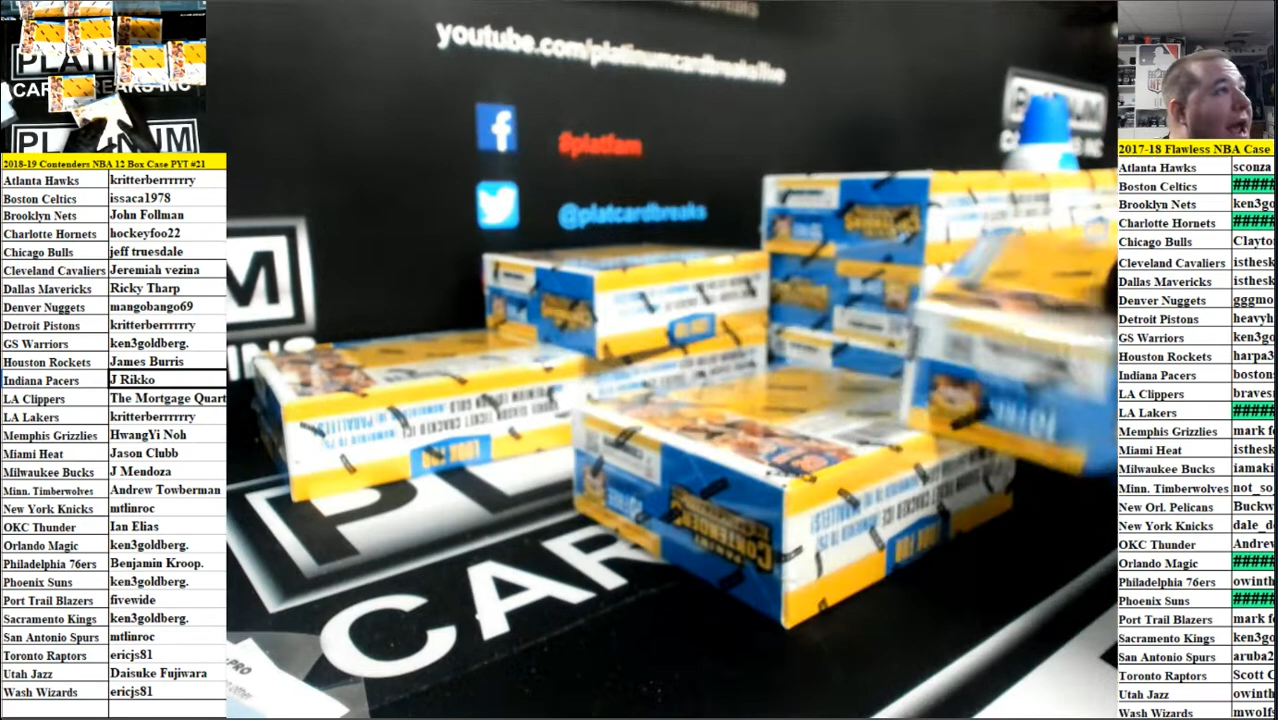 2018-19 Contenders NBA 12 Box Case PYT #21
Atlanta Hawks kritterberrrrrry
Boston Celtics issaca1978
Brooklyn Nets John Follman
Charlotte Hornets hockeyfoo22
Chicago Bulls jeff truesdale
Cleveland Cavaliers Jeremiah vezina
Dallas Mavericks Ricky Tharp
Denver Nuggets mangobango69
Detroit Pistons kritterberrrrrry
GS Warriors ken3goldberg.
Houston Rockets James Burris
Indiana Pacers J Rikko
LA Clippers The Mortgage Quart
LA Lakers kritterberrrrrry
Memphis Grizzlies HwangYi Noh
Miami Heat Jason Clubb
Milwaukee Bucks J Mendoza
Minn. Timberwolves Andrew Towberman
New York Knicks mtlinroc
OKC Thunder Ian Elias
Orlando Magic ken3goldberg.
Philadelphia 76ers Benjamin Kroop.
Phoenix Suns ken3goldberg.
Port Trail Blazers fivewide
Sacramento Kings ken3goldberg.
San Antonio Spurs mtlinroc
Toronto Raptors ericjs81
Utah Jazz Daisuke Fujiwara
Wash Wizards ericjs81
youtube.com/platinumcardbreakslive
#platfam
@platcardbreaks
LOOK FOR
CONTENDERS
CAR
2017-18 Flawless NBA Case
Atlanta Hawks sconza
Boston Celtics #####
Brooklyn Nets ken3go
Charlotte Hornets #####
Chicago Bulls Clayto
Cleveland Cavaliers isthesk
Dallas Mavericks isthesk
Denver Nuggets gggmo
Detroit Pistons heavyh
GS Warriors ken3go
Houston Rockets harpa3
Indiana Pacers boston
LA Clippers braves
LA Lakers #####
Memphis Grizzlies mark f
Miami Heat isthesk
Milwaukee Bucks iamaki
Minn. Timberwolves not_so
New Orl. Pelicans Buckw
New York Knicks dale_d
OKC Thunder Andre
Orlando Magic #####
Philadelphia 76ers owinth
Phoenix Suns #####
Port Trail Blazers mark f
Sacramento Kings ken3go
San Antonio Spurs aruba2
Toronto Raptors Scott C
Utah Jazz owinth
Wash Wizards mwolfs